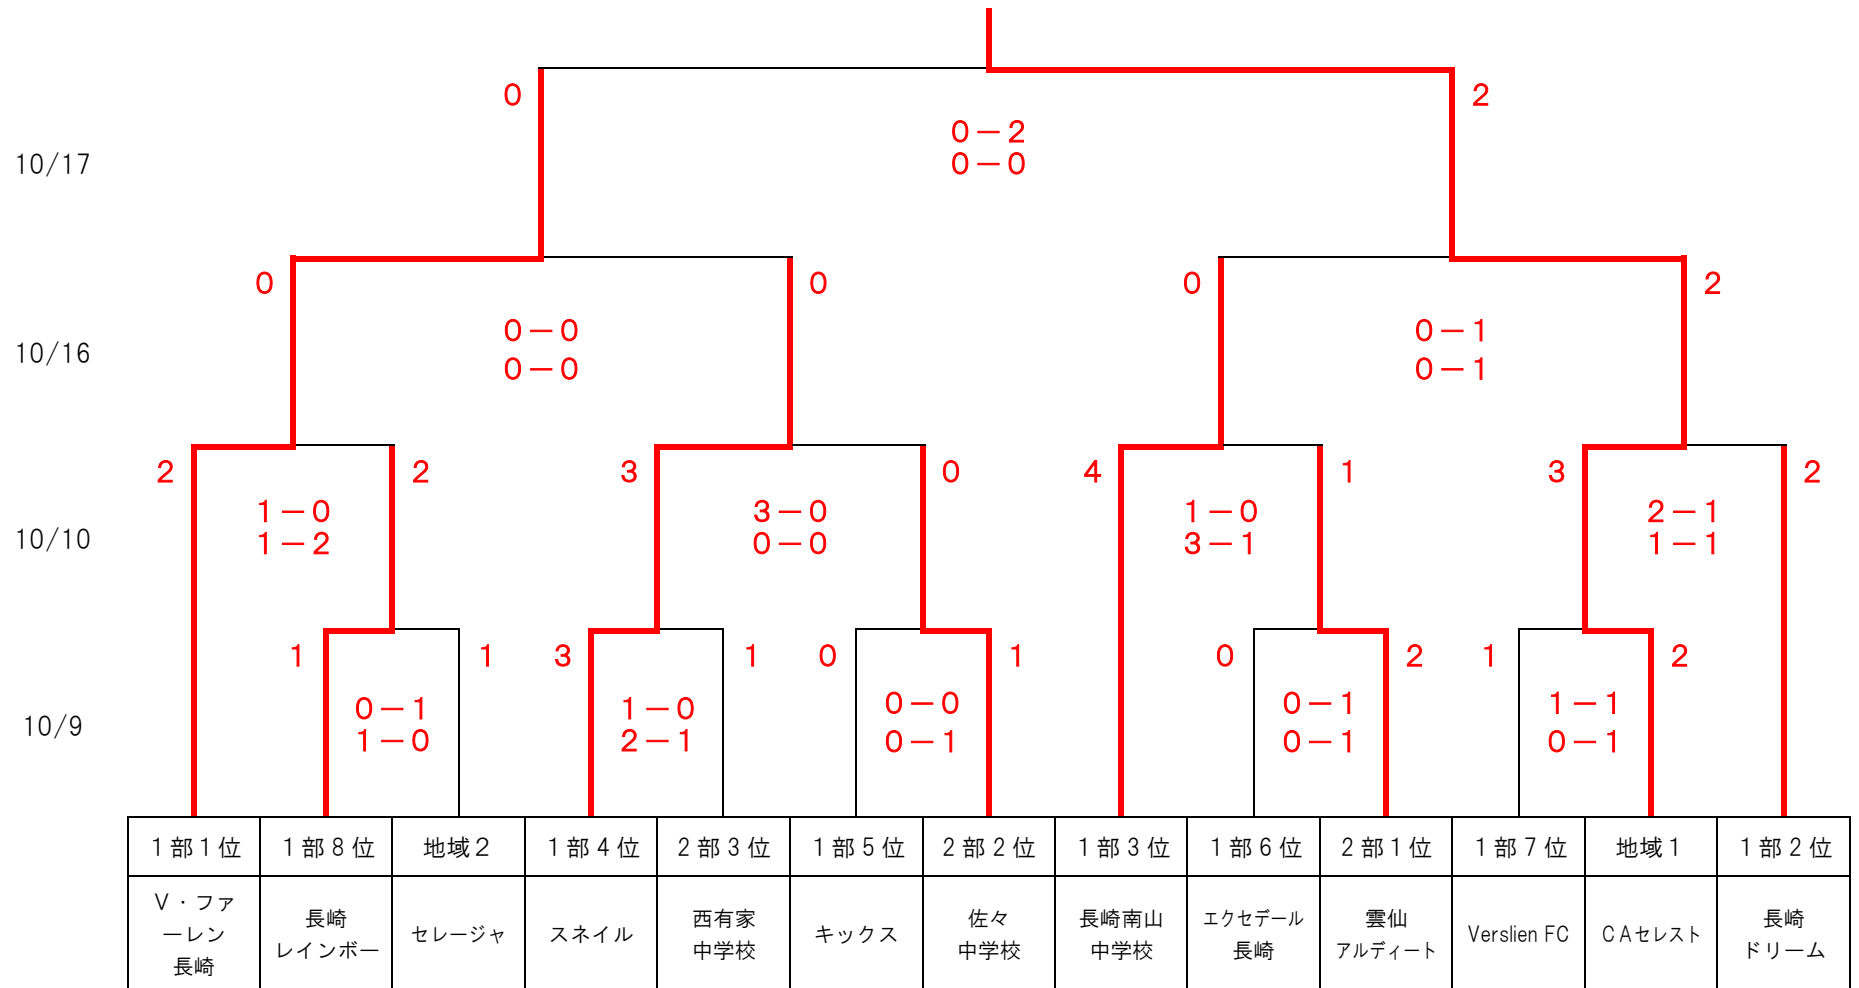 0 2
0－2
10/17 0－0
0 0 0 2
0－0 0－1
10/16
0－0 0－1
2 2 3 0 4 1 3 2
1－0 3－0 1－0 2－1
10/10 1－2 0－0 3－1 1－1
1 1 3 1 0 1 0 2 1 2
0－1 1－0 0－0 0－1 1－1
10/9
1－0 2－1 0－1 0－1 0－1
1部1位 1部8位 地域2 1部4位 2部3位 1部5位 2部2位 1部3位 1部6位 2部1位 1部7位 地域1 1部2位
V・ファ
ーレン
長崎
長崎
レインボー
セレージャ
スネイル
西有家
中学校
キックス
佐々
中学校
長崎南山
中学校
エクセデール
長崎
雲仙
アルディート
Verslien FC
CAセレスト
長崎
ドリーム